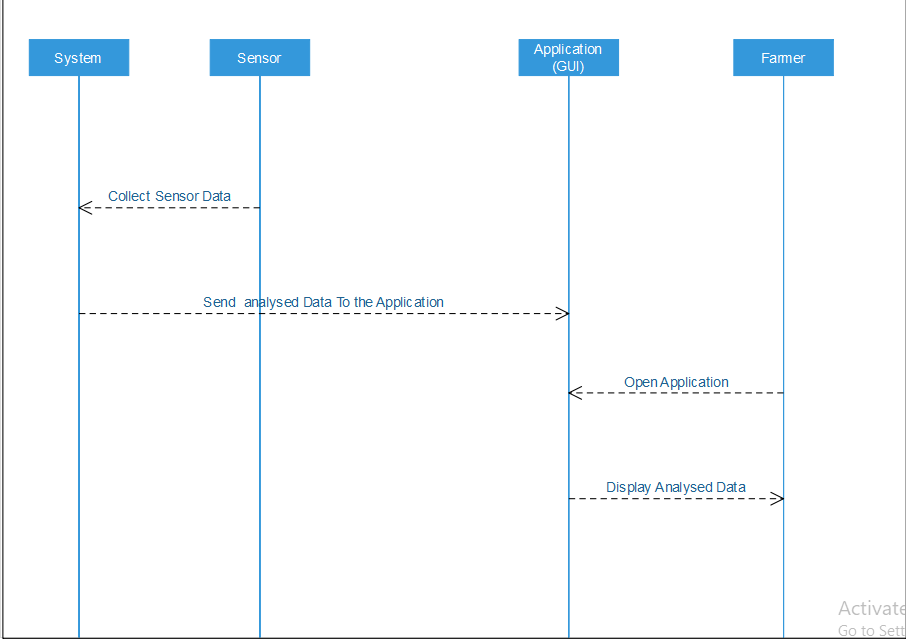 System
Sensor
Application
(GUI)
Farmer
Collect Sensor Data
Send analysed Data To the Application
Open Application
Display Analysed Data
Activate
Go to Sett